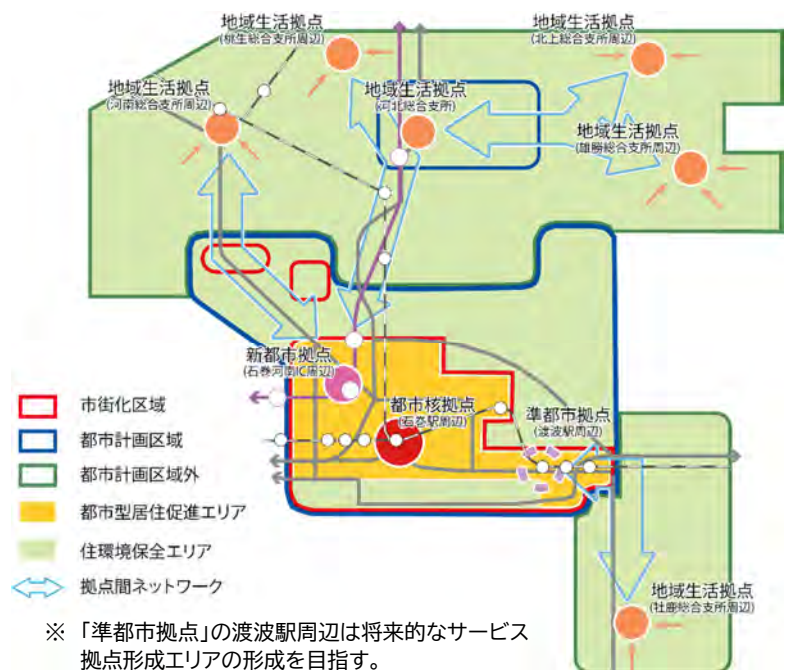 地域生活拠点
(桃生総合支所周辺)
地域生活拠点
(北上総合支所周辺)
地域生活拠点
(河南総合支所周辺)
地域生活拠点
(河北総合支所)
地域生活拠点
(雄勝総合支所周辺)
新都市拠点
(石巻河南IC周辺)
都市核拠点
(石巻駅周辺)
準都市拠点
(渡波駅周辺)
地域生活拠点
(牡鹿総合支所周辺)
市街化区域
都市計画区域
都市計画区域外
都市型居住促進エリア
住環境保全エリア
拠点間ネットワーク
※ 「準都市拠点」の渡波駅周辺は将来的なサービス
拠点形成エリアの形成を目指す。